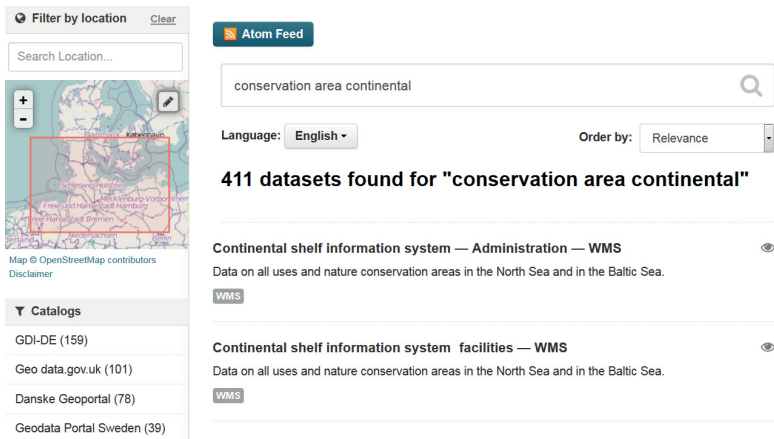 Filter by location Clear
Search Location...
+
-
Danmark København
Schleswig-Holstein
Mecklenburg-Vorpommern
Freie und Hansestadt Hamburg
Freie Hansestadt Bremen
Niedersachsen Berlin
Map © OpenStreetMap contributors
Disclaimer
Catalogs
GDI-DE (159)
Geo data.gov.uk (101)
Danske Geoportal (78)
Geodata Portal Sweden (39)
Atom Feed
conservation area continental
Language: English Order by: Relevance
411 datasets found for "conservation area continental"
Continental shelf information system — Administration — WMS
Data on all uses and nature conservation areas in the North Sea and in the Baltic Sea.
WMS
Continental shelf information system facilities — WMS
Data on all uses and nature conservation areas in the North Sea and in the Baltic Sea.
WMS